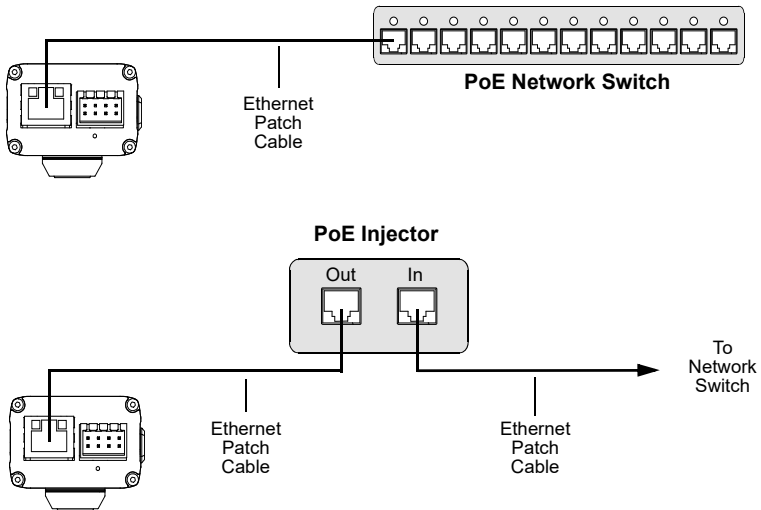 PoE Network Switch
Ethernet
Patch
Cable
PoE Injector
Out
In
To
Network
Switch
Ethernet
Patch
Cable
Ethernet
Patch
Cable